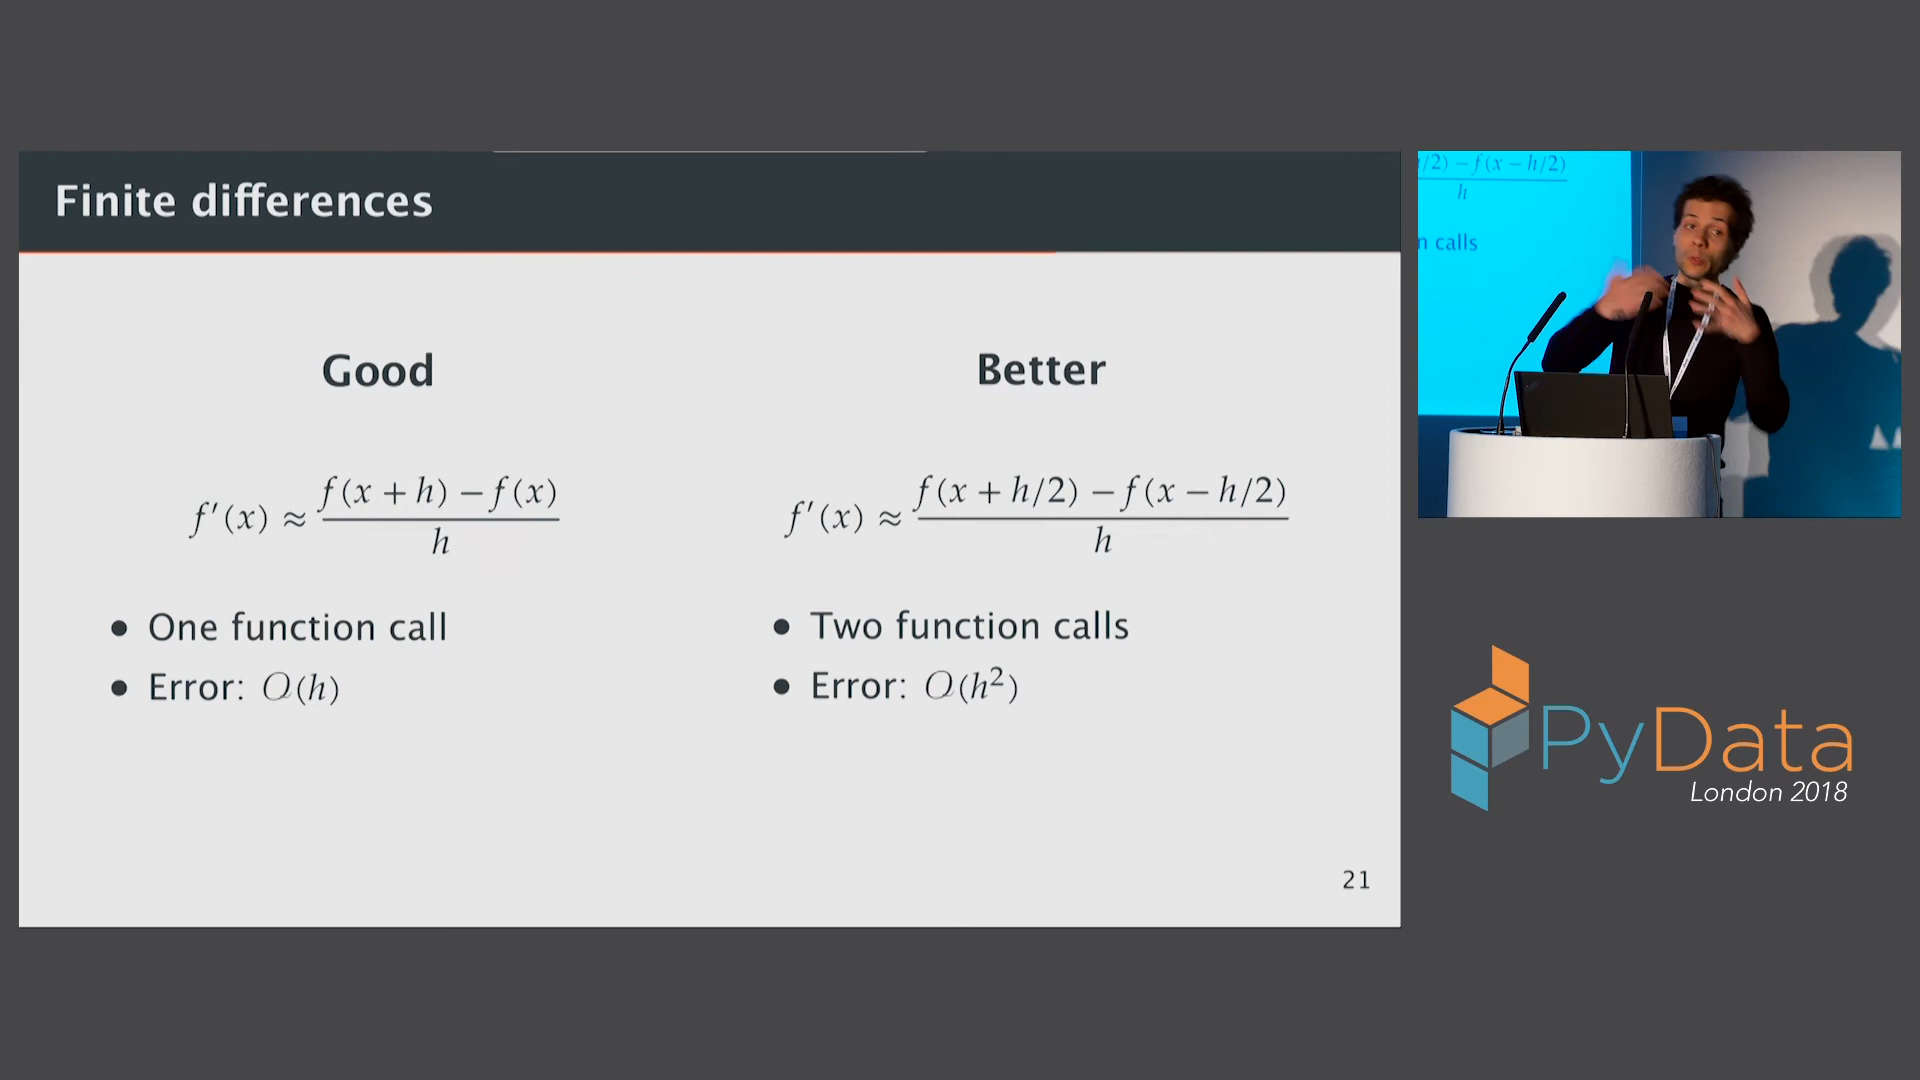 Finite differences
Good
f′(x) ≈ f(x + h) − f(x) / h
• One function call
• Error: O(h)
Better
f′(x) ≈ f(x + h/2) − f(x − h/2) / h
• Two function calls
• Error: O(h²)
21
/2) − f(x − h/2)
h
n calls
PyData
London 2018